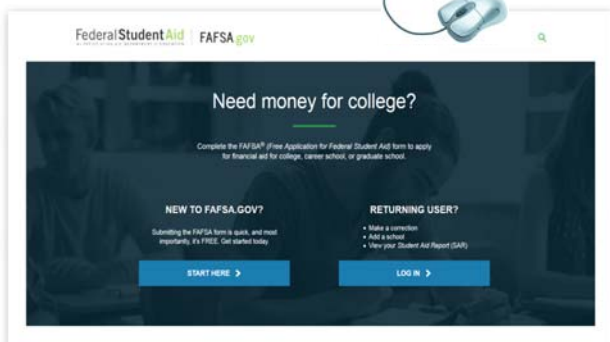 Federal Student Aid
FAFSA.gov
Need money for college?
Complete the FAFSA® (Free Application for Federal Student Aid) form to apply
for financial aid for college, career school, or graduate school.
NEW TO FAFSA.GOV?
Submitting the FAFSA form is quick, and most
importantly, it's FREE. Get started today.
START HERE
RETURNING USER?
• Make a correction
• Add a school
• View your Student Aid Report (SAR)
LOG IN